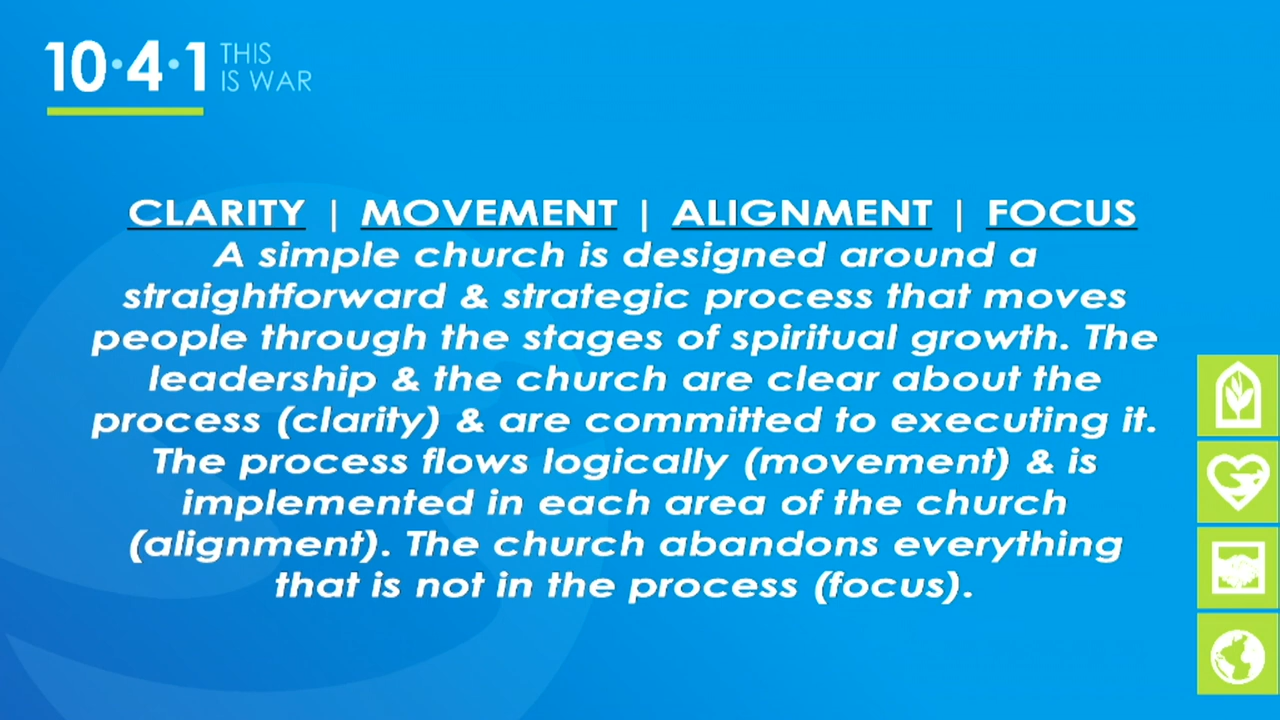 10·4·1 THIS
IS WAR
CLARITY | MOVEMENT | ALIGNMENT | FOCUS
A simple church is designed around a
straightforward & strategic process that moves
people through the stages of spiritual growth. The
leadership & the church are clear about the
process (clarity) & are committed to executing it.
The process flows logically (movement) & is
implemented in each area of the church
(alignment). The church abandons everything
that is not in the process (focus).